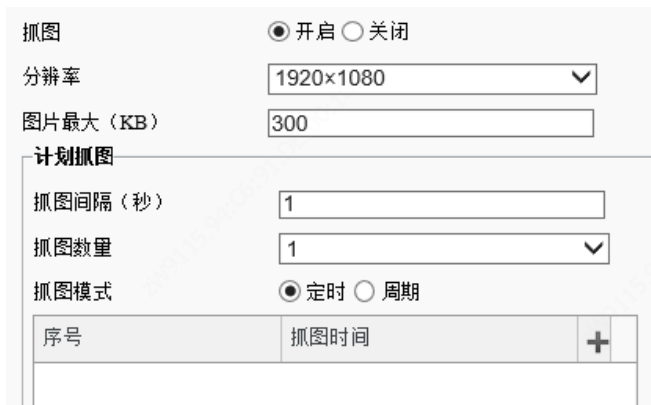 抓图 开启 关闭
分辨率 1920×1080
图片最大（KB） 300
计划抓图
抓图间隔（秒） 1
抓图数量 1
抓图模式 定时 周期
序号 抓图时间